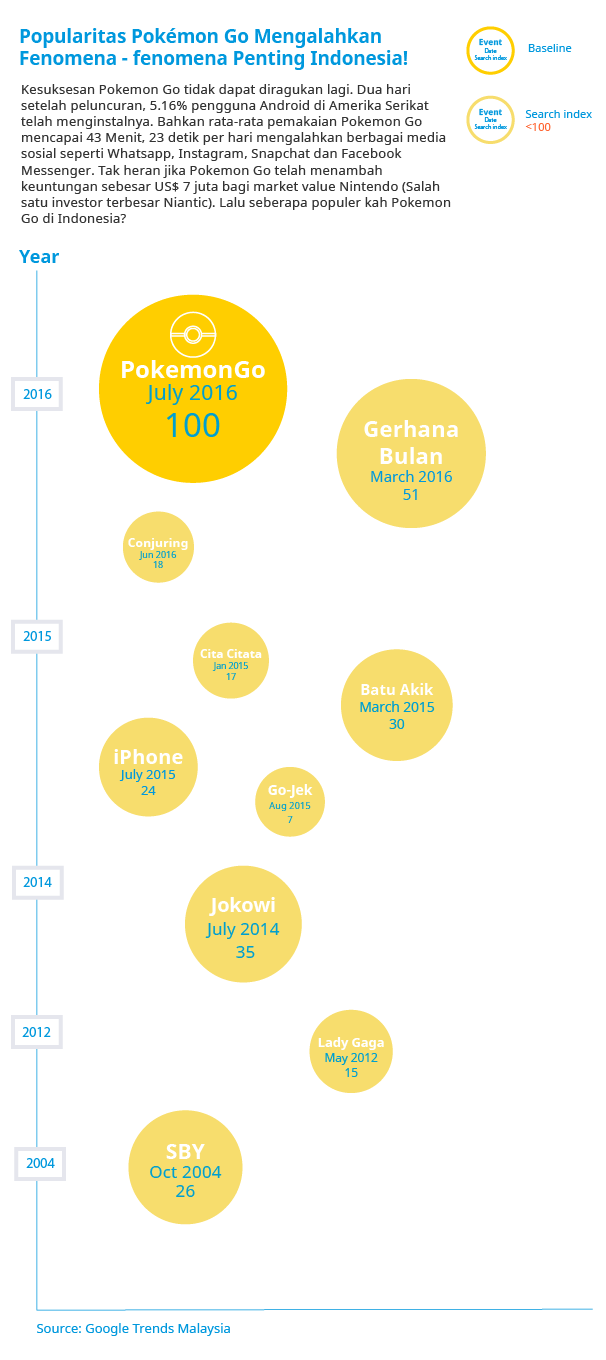 Popularitas Pokémon Go Mengalahkan
Fenomena - fenomena Penting Indonesia!
Event
Date
Search index
Baseline
Event
Date
Search index
Search index
<100
Kesuksesan Pokemon Go tidak dapat diragukan lagi. Dua hari
setelah peluncuran, 5.16% pengguna Android di Amerika Serikat
telah menginstalnya. Bahkan rata-rata pemakaian Pokemon Go
mencapai 43 Menit, 23 detik per hari mengalahkan berbagai media
sosial seperti Whatsapp, Instagram, Snapchat dan Facebook
Messenger. Tak heran jika Pokemon Go telah menambah
keuntungan sebesar US$ 7 juta bagi market value Nintendo (Salah
satu investor terbesar Niantic). Lalu seberapa populer kah Pokemon
Go di Indonesia?
Year
2016
PokemonGo
July 2016
100
Gerhana
Bulan
March 2016
51
Conjuring
Jun 2016
18
2015
Cita Citata
Jan 2015
17
Batu Akik
March 2015
30
iPhone
July 2015
24
Go-Jek
Aug 2015
7
2014
Jokowi
July 2014
35
2012
Lady Gaga
May 2012
15
2004
SBY
Oct 2004
26
Source: Google Trends Malaysia